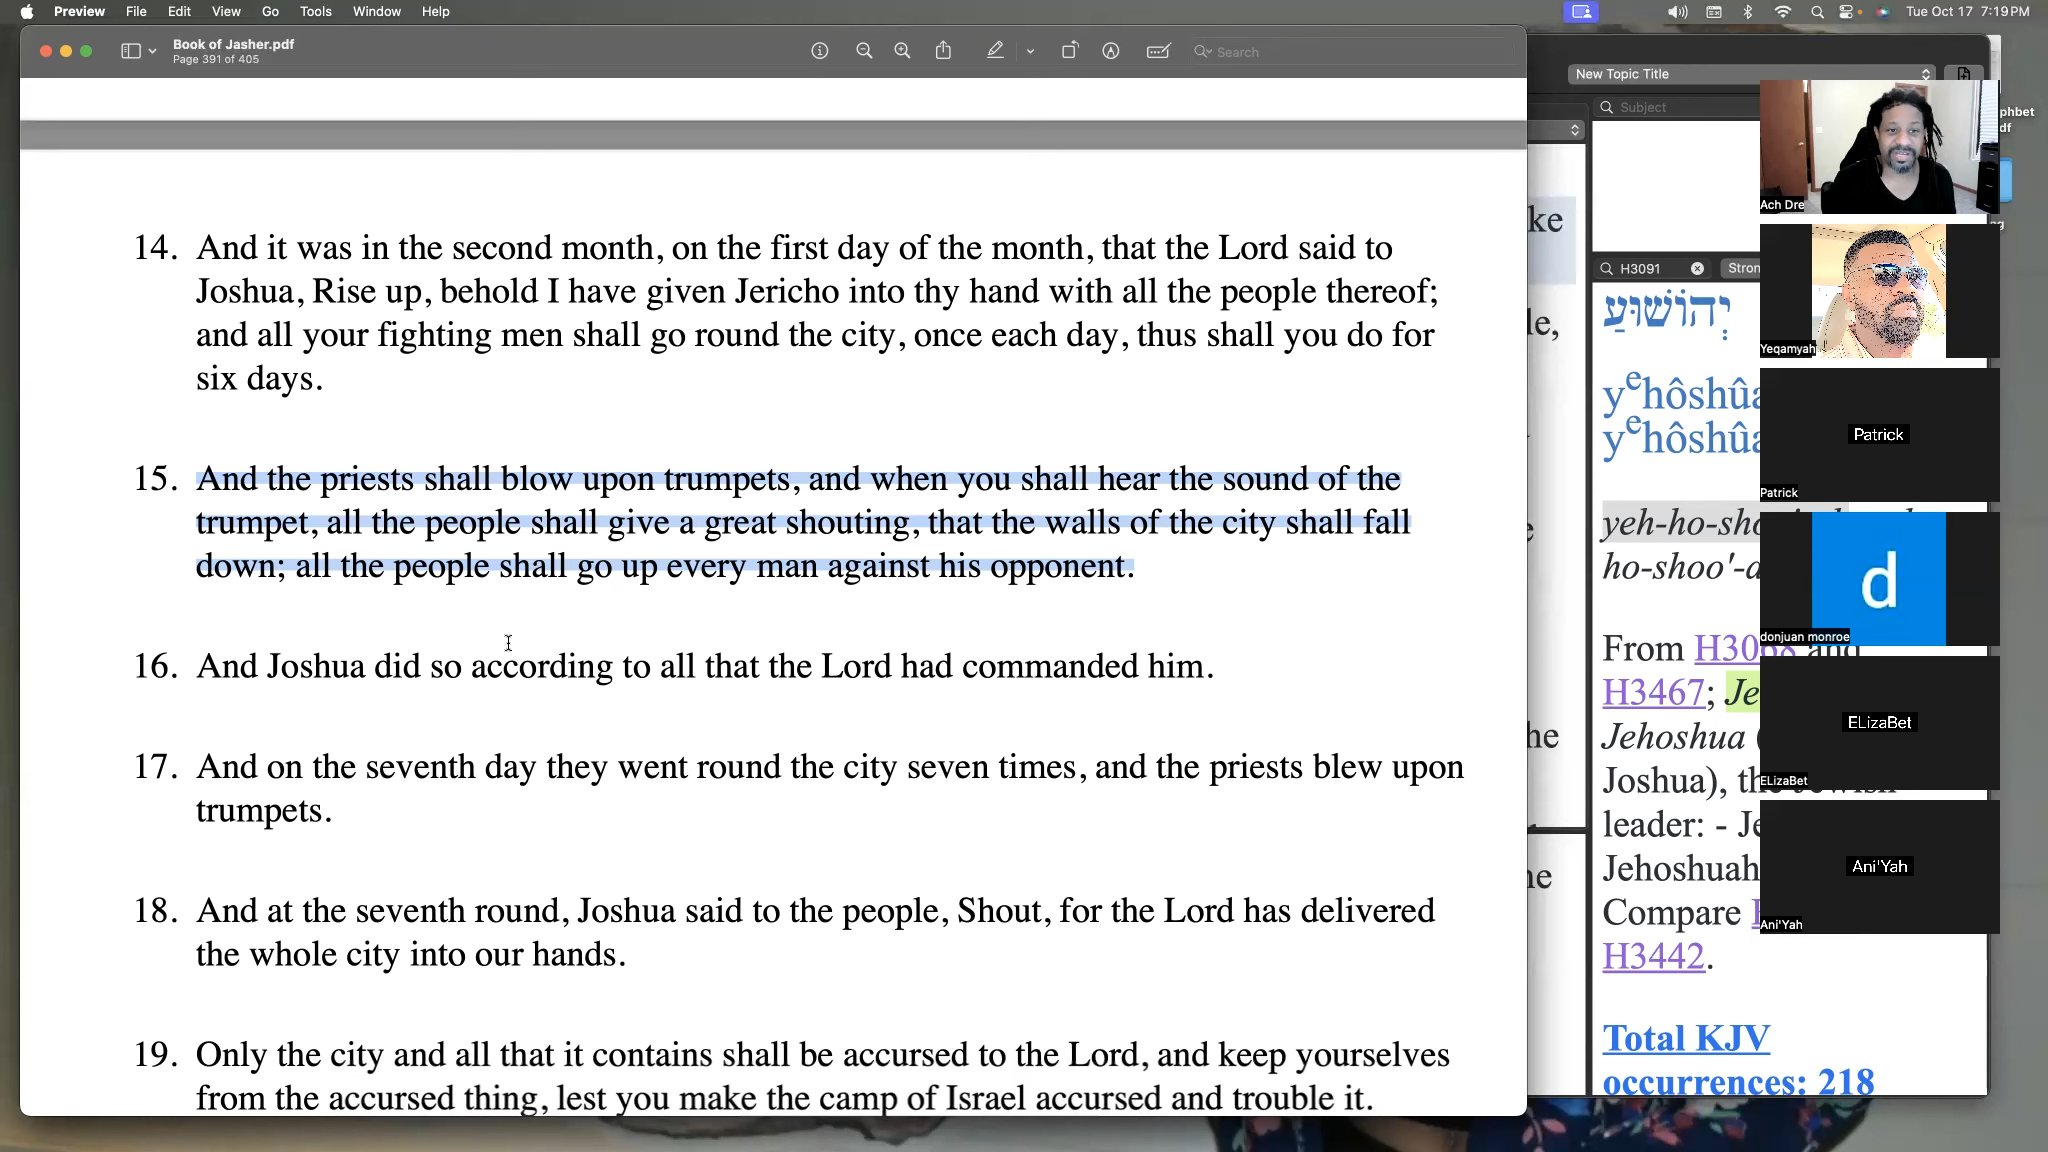 Preview File Edit View Go Tools Window Help
Tue Oct 17 7:19 PM
Book of Jasher.pdf
Page 391 of 405
Search
14. And it was in the second month, on the first day of the month, that the Lord said to
Joshua, Rise up, behold I have given Jericho into thy hand with all the people thereof;
and all your fighting men shall go round the city, once each day, thus shall you do for
six days.
15. And the priests shall blow upon trumpets, and when you shall hear the sound of the
trumpet, all the people shall give a great shouting, that the walls of the city shall fall
down; all the people shall go up every man against his opponent.
16. And Joshua did so according to all that the Lord had commanded him.
17. And on the seventh day they went round the city seven times, and the priests blew upon
trumpets.
18. And at the seventh round, Joshua said to the people, Shout, for the Lord has delivered
the whole city into our hands.
19. Only the city and all that it contains shall be accursed to the Lord, and keep yourselves
from the accursed thing, lest you make the camp of Israel accursed and trouble it.
New Topic Title
Subject
H3091
יְהוֹשׁוּעַ
From
and
H3467;
Jehoshua
Joshua),
leader: -
Jehoshuah
Compare
H3442.
Total KJV
occurrences: 218
Ach Dre
Yeqamyah
Patrick
Patrick
d
donjuan monroe
ELizaBet
ELizaBet
Ani'Yah
Ani'Yah